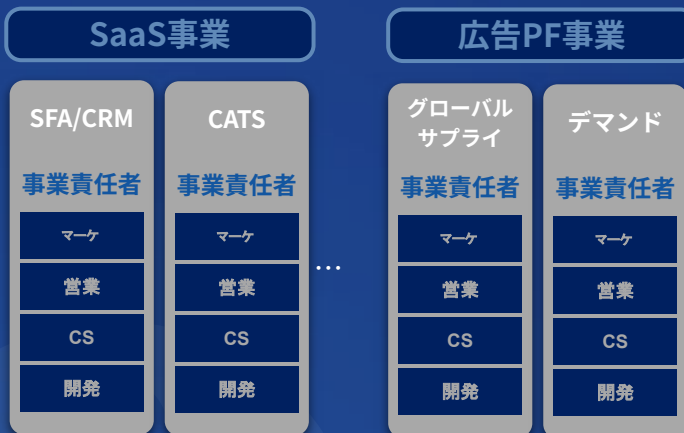 SaaS事業
SFA/CRM
事業責任者
マーケ
営業
CS
開発
CATS
事業責任者
マーケ
営業
CS
開発
…
広告PF事業
グローバル
サプライ
事業責任者
マーケ
営業
CS
開発
デマンド
事業責任者
マーケ
営業
CS
開発